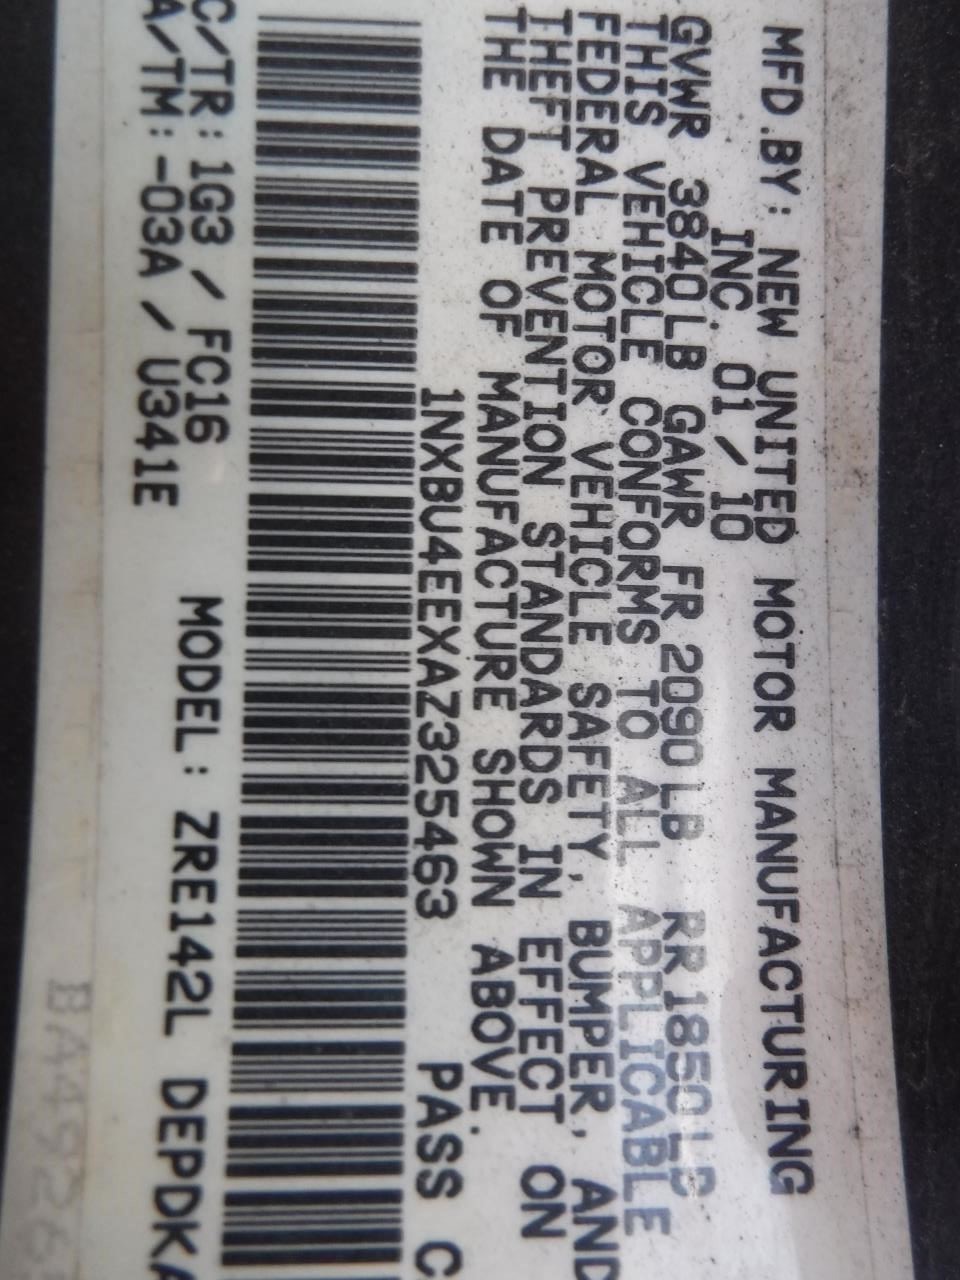 MFD.BY: NEW UNITED MOTOR MANUFACTURING
INC. 01/10
GVWR 3840LB GAWR FR 2090LB RR 1850LB
THIS VEHICLE CONFORMS TO ALL APPLICABLE
FEDERAL MOTOR VEHICLE SAFETY, BUMPER, AND
THEFT PREVENTION STANDARDS IN EFFECT ON
THE DATE OF MANUFACTURE SHOWN ABOVE.
1NXBU4EEXAZ325463 PASS C
C/TR: 1G3 / FC16 MODEL: ZRE142L DEPDKA
A/TM: -03A / U341E
BA4926